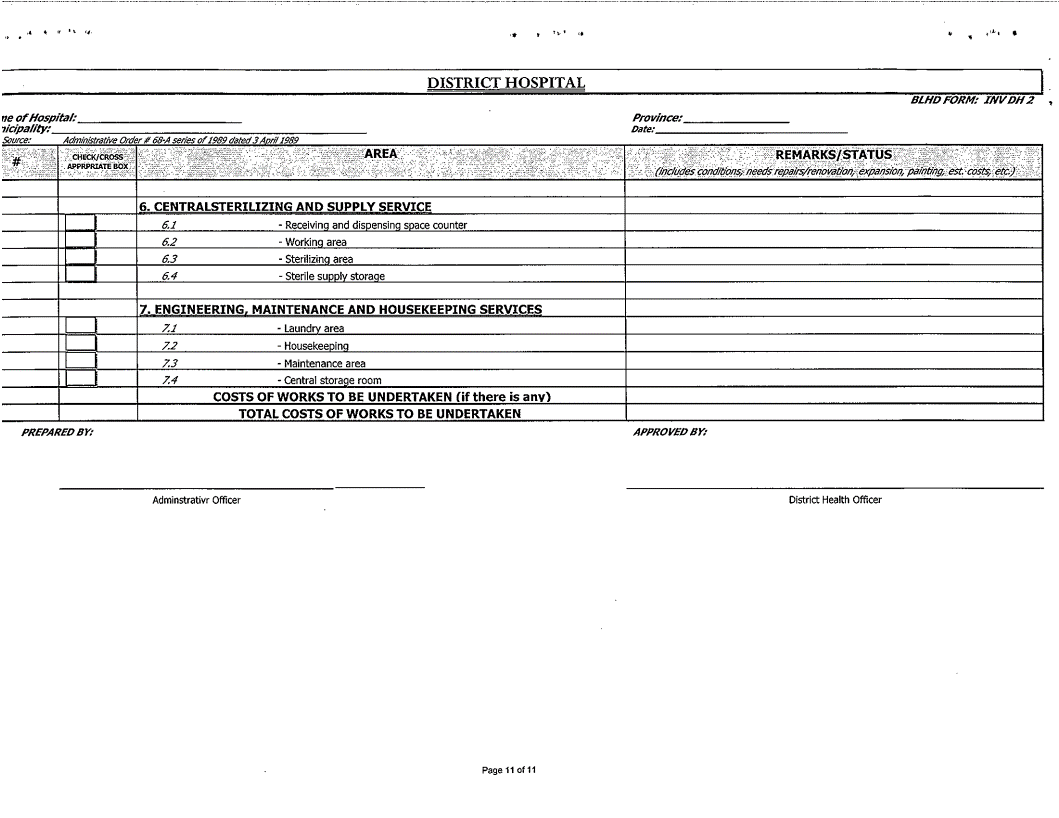 DISTRICT HOSPITAL
BLHD FORM: INV DH 2
ne of Hospital: Province:
nicipality: Date:
Source: Administrative Order # 68-A series of 1989 dated 3 April 1989
# CHECK/CROSS APPRPRIATE BOX AREA REMARKS/STATUS
(includes conditions, needs repairs/renovation, expansion, painting, est. costs, etc.)
6. CENTRALSTERILIZING AND SUPPLY SERVICE
6.1 - Receiving and dispensing space counter
6.2 - Working area
6.3 - Sterilizing area
6.4 - Sterile supply storage
7. ENGINEERING, MAINTENANCE AND HOUSEKEEPING SERVICES
7.1 - Laundry area
7.2 - Housekeeping
7.3 - Maintenance area
7.4 - Central storage room
COSTS OF WORKS TO BE UNDERTAKEN (if there is any)
TOTAL COSTS OF WORKS TO BE UNDERTAKEN
PREPARED BY: APPROVED BY:
Adminstrativr Officer District Health Officer
Page 11 of 11